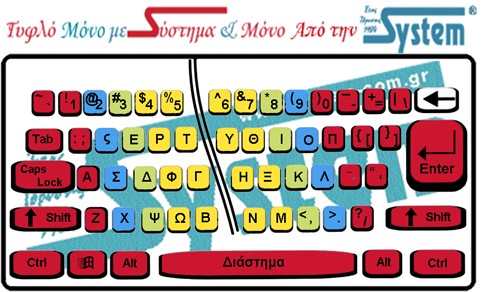 Τυφλό Μόνο με Σύστημα & Μόνο Από την System®
~ ` ! 1 @ 2 # 3 $ 4 % 5 ^ 6 & 7 * 8 ( 9 ) 0 — - + = | \
Tab : ; ς Ε Ρ Τ Υ Θ Ι Ο Π { [ } ]
Caps Lock Α Σ Δ Φ Γ Η Ξ Κ Λ Enter
Shift Ζ Χ Ψ Ω Β Ν Μ < , > . ? / Shift
Ctrl Alt Διάστημα Alt Ctrl